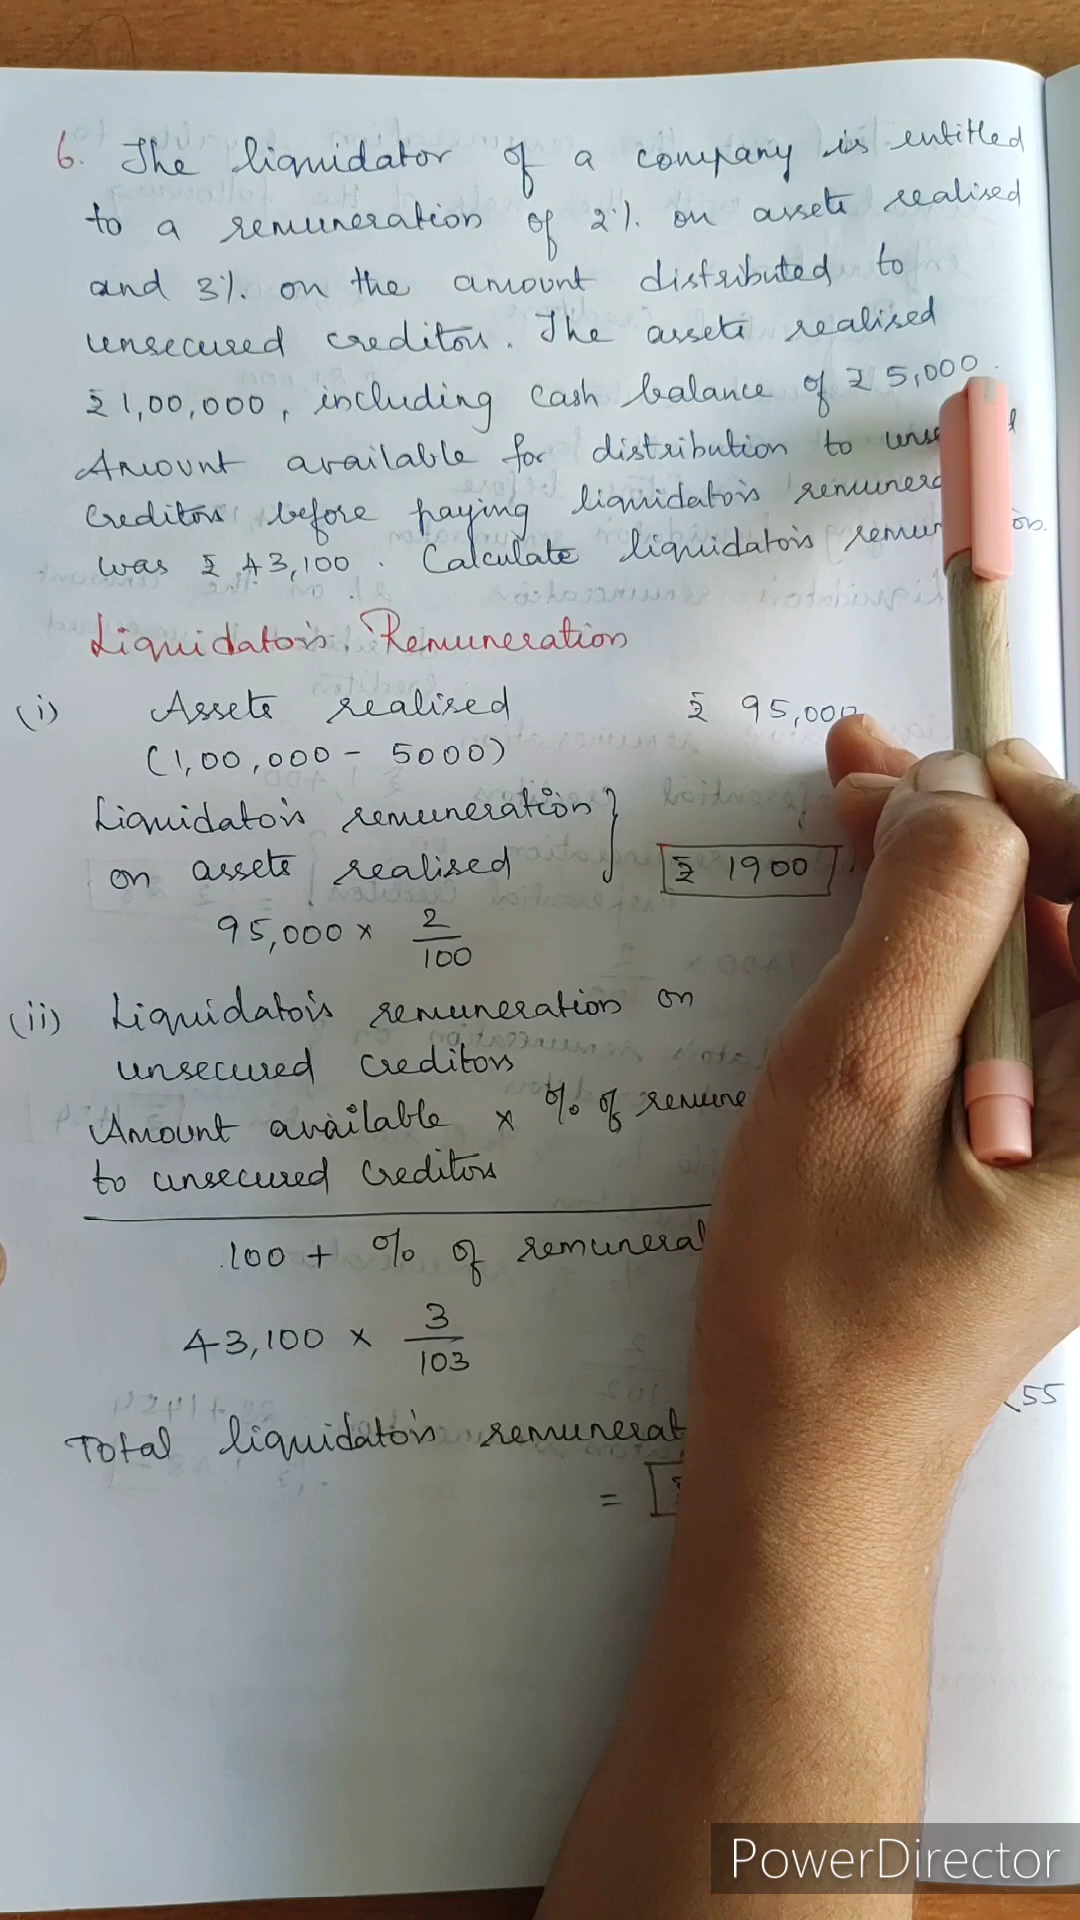 6. The liquidator of a company is entitled
to a remuneration of 2%. on assets realised
and 3%. on the amount distributed to
unsecured creditors. The assets realised
₹ 1,00,000, including cash balance of ₹ 5,000.
Amount available for distribution to
creditors before paying liquidator's
was ₹ 43,100. Calculate liquidator's
Liquidator's Remuneration
(i) Assets realised ₹ 95,000
(1,00,000 - 5000)
Liquidator's remuneration }
on assets realised ₹ 1900
95,000 x 2/100
(ii) Liquidator's remuneration on
unsecured creditors
Amount available x % of
to unsecured creditors
100 + % of
43,100 x 3/103
55
Total liquidator's
=
PowerDirector